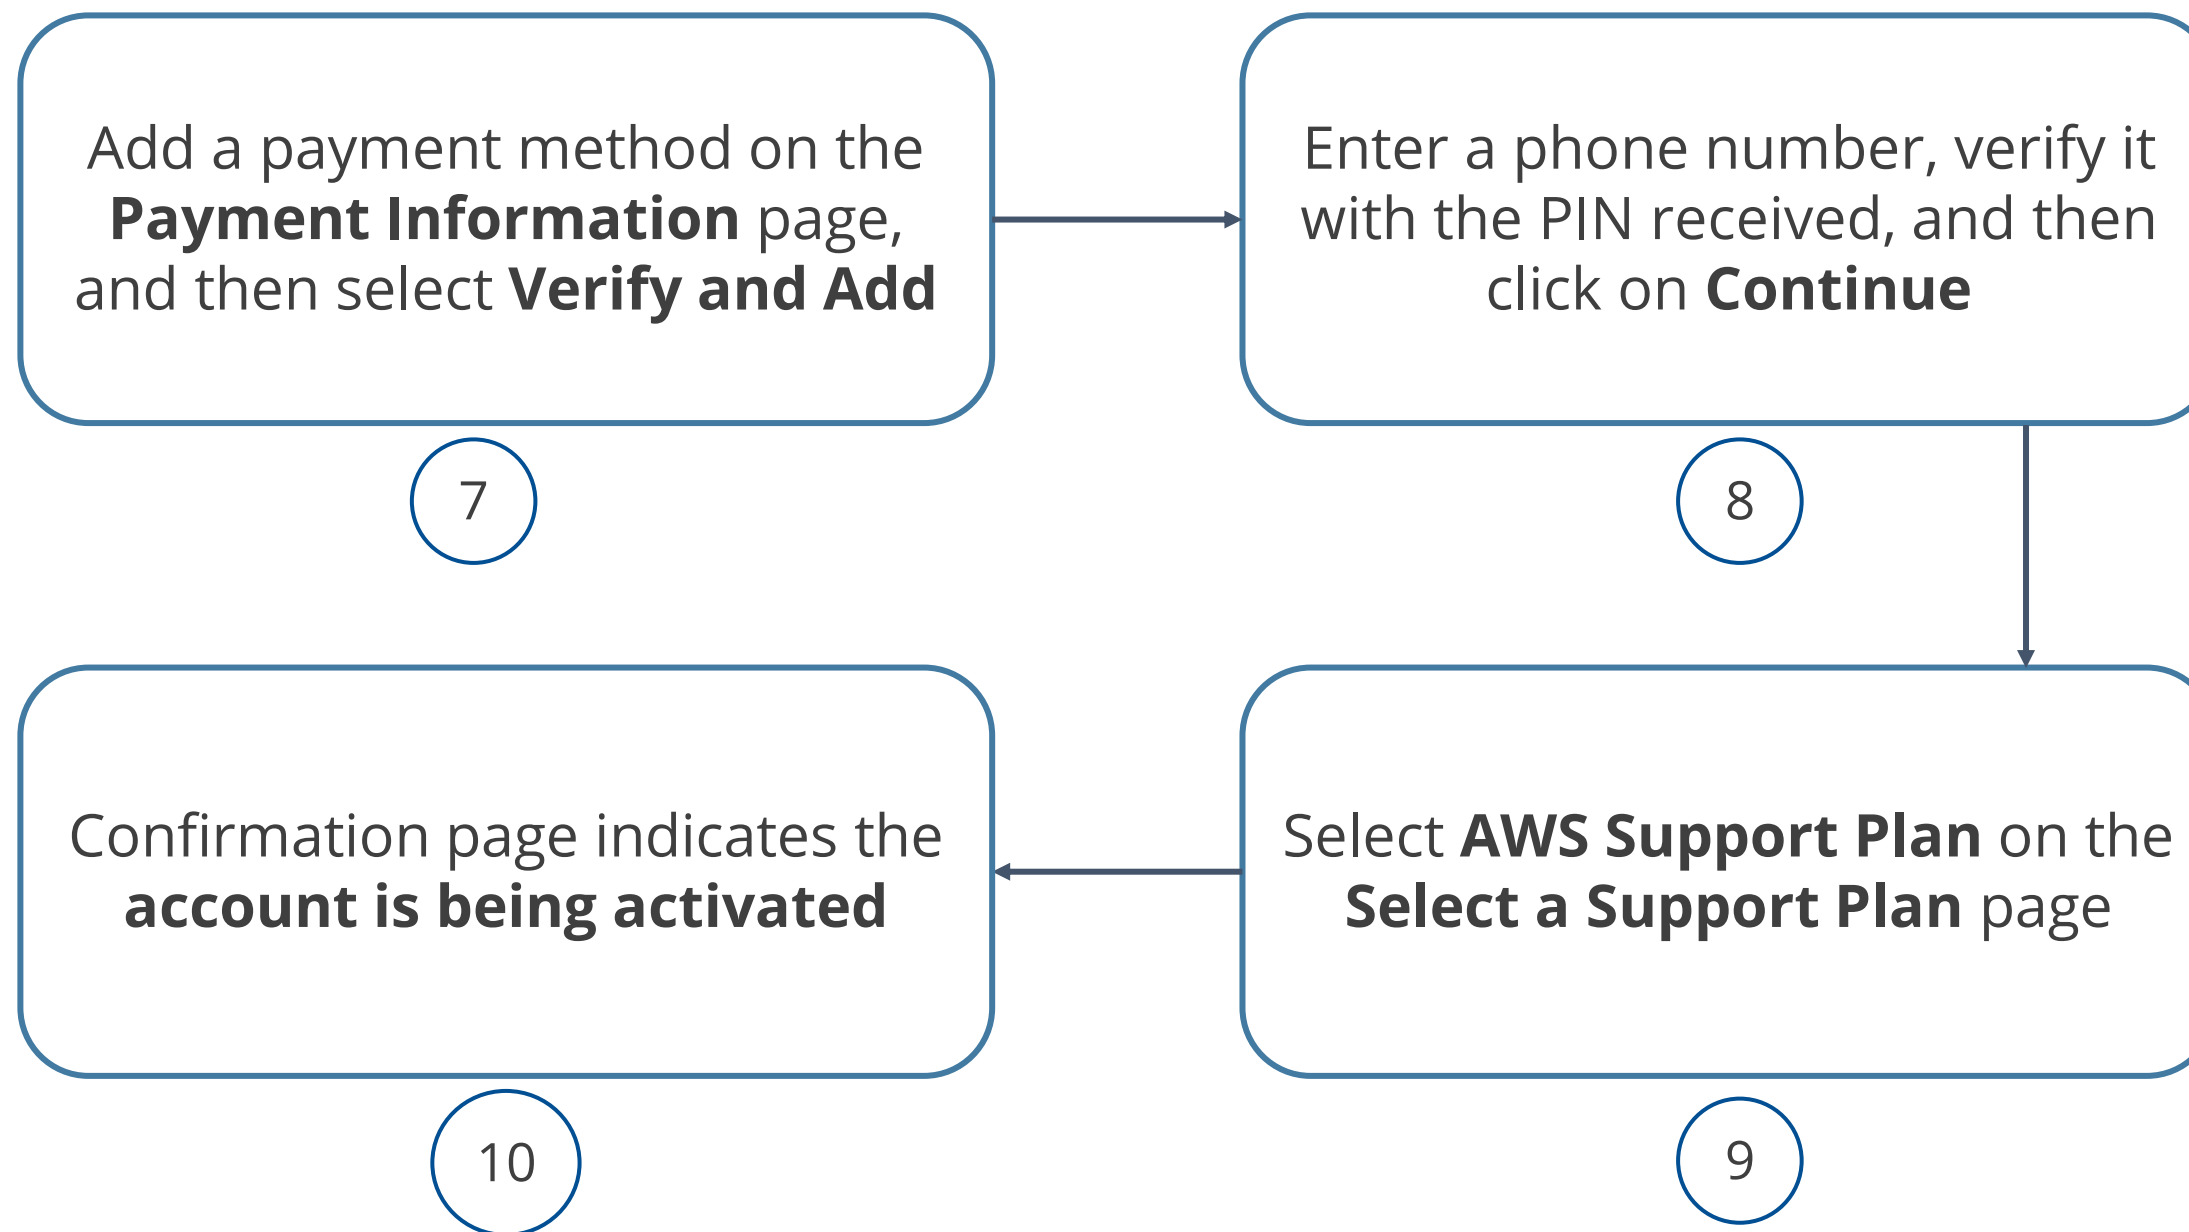 Add a payment method on the
Payment Information page,
and then select Verify and Add
7
Enter a phone number, verify it
with the PIN received, and then
click on Continue
8
Select AWS Support Plan on the
Select a Support Plan page
9
Confirmation page indicates the
account is being activated
10